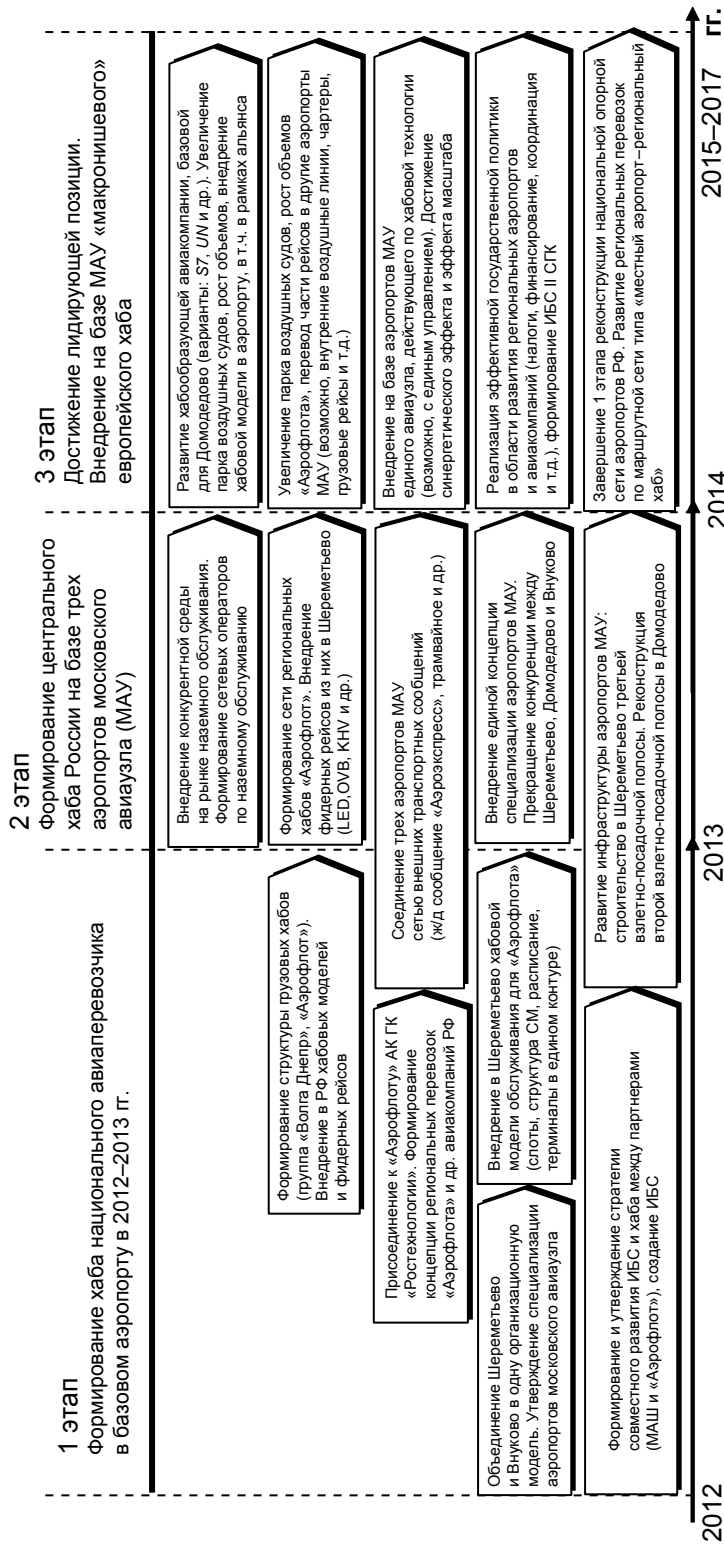 1 этап
Формирование хаба национального авиаперевозчика
в базовом аэропорту в 2012–2013 гг.
2 этап
Формирование центрального
хаба России на базе трех
аэропортов московского
авиаузла (МАУ)
3 этап
Достижение лидирующей позиции.
Внедрение на базе МАУ «макронишевого»
европейского хаба
Внедрение конкурентной среды
на рынке наземного обслуживания.
Формирование сетевых операторов
по наземному обслуживанию
Развитие хабообразующей авиакомпании, базовой
для Домодедово (варианты: S7, UN и др.). Увеличение
парка воздушных судов, рост объемов, внедрение
хабовой модели в аэропорту, в т.ч. в рамках альянса
Формирование структуры грузовых хабов
(группа «Волга Днепр», «Аэрофлот»).
Внедрение в РФ хабовых моделей
и фидерных рейсов
Формирование сети региональных
хабов «Аэрофлот». Внедрение
фидерных рейсов из них в Шереметьево
(LED,OVB, KHV и др.)
Увеличение парка воздушных судов, рост объемов
«Аэрофлота», перевод части рейсов в другие аэропорты
МАУ (возможно, внутренние воздушные линии, чартеры,
грузовые рейсы и т.д.)
Присоединение к «Аэрофлоту» АК ГК
«Ростехнологии». Формирование
концепции региональных перевозок
«Аэрофлота» и др. авиакомпаний РФ
Соединение трех аэропортов МАУ
сетью внешних транспортных сообщений
(ж/д сообщение «Аэроэкспресс», трамвайное и др.)
Внедрение на базе аэропортов МАУ
единого авиаузла, действующего по хабовой технологии
(возможно, с единым управлением). Достижение
синергетического эффекта и эффекта масштаба
Объединение Шереметьево
и Внуково в одну организационную
модель. Утверждение специализации
аэропортов московского авиаузла
Внедрение в Шереметьево хабовой
модели обслуживания для «Аэрофлота»
(слоты, структура СМ, расписание,
терминалы в едином контуре)
Внедрение единой концепции
специализации аэропортов МАУ.
Прекращение конкуренции между
Шереметьево, Домодедово и Внуково
Реализация эффективной государственной политики
в области развития региональных аэропортов
и авиакомпаний (налоги, финансирование, координация
и т.д.), формирование ИБС II СГК
Формирование и утверждение стратегии
совместного развития ИБС и хаба между партнерами
(МАШ и «Аэрофлот»), создание ИБС
Развитие инфраструктуры аэропортов МАУ:
строительство в Шереметьево третьей
взлетно-посадочной полосы. Реконструкция
второй взлетно-посадочной полосы в Домодедово
Завершение 1 этапа реконструкции национальной опорной
сети аэропортов РФ. Развитие региональных перевозок
по маршрутной сети типа «местный аэропорт–региональный
хаб»
2012
2013
2014
2015–2017 гг.